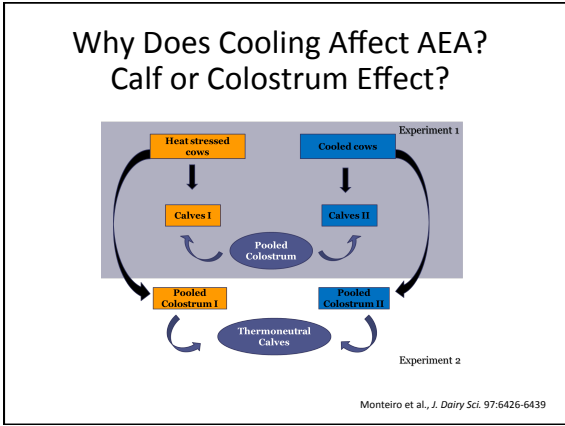 Why Does Cooling Affect AEA?
Calf or Colostrum Effect?
Experiment 1
Heat stressed
cows
Cooled cows
Calves I
Calves II
Pooled
Colostrum
Pooled
Colostrum I
Pooled
Colostrum II
Thermoneutral
Calves
Experiment 2
Monteiro et al., J. Dairy Sci. 97:6426-6439